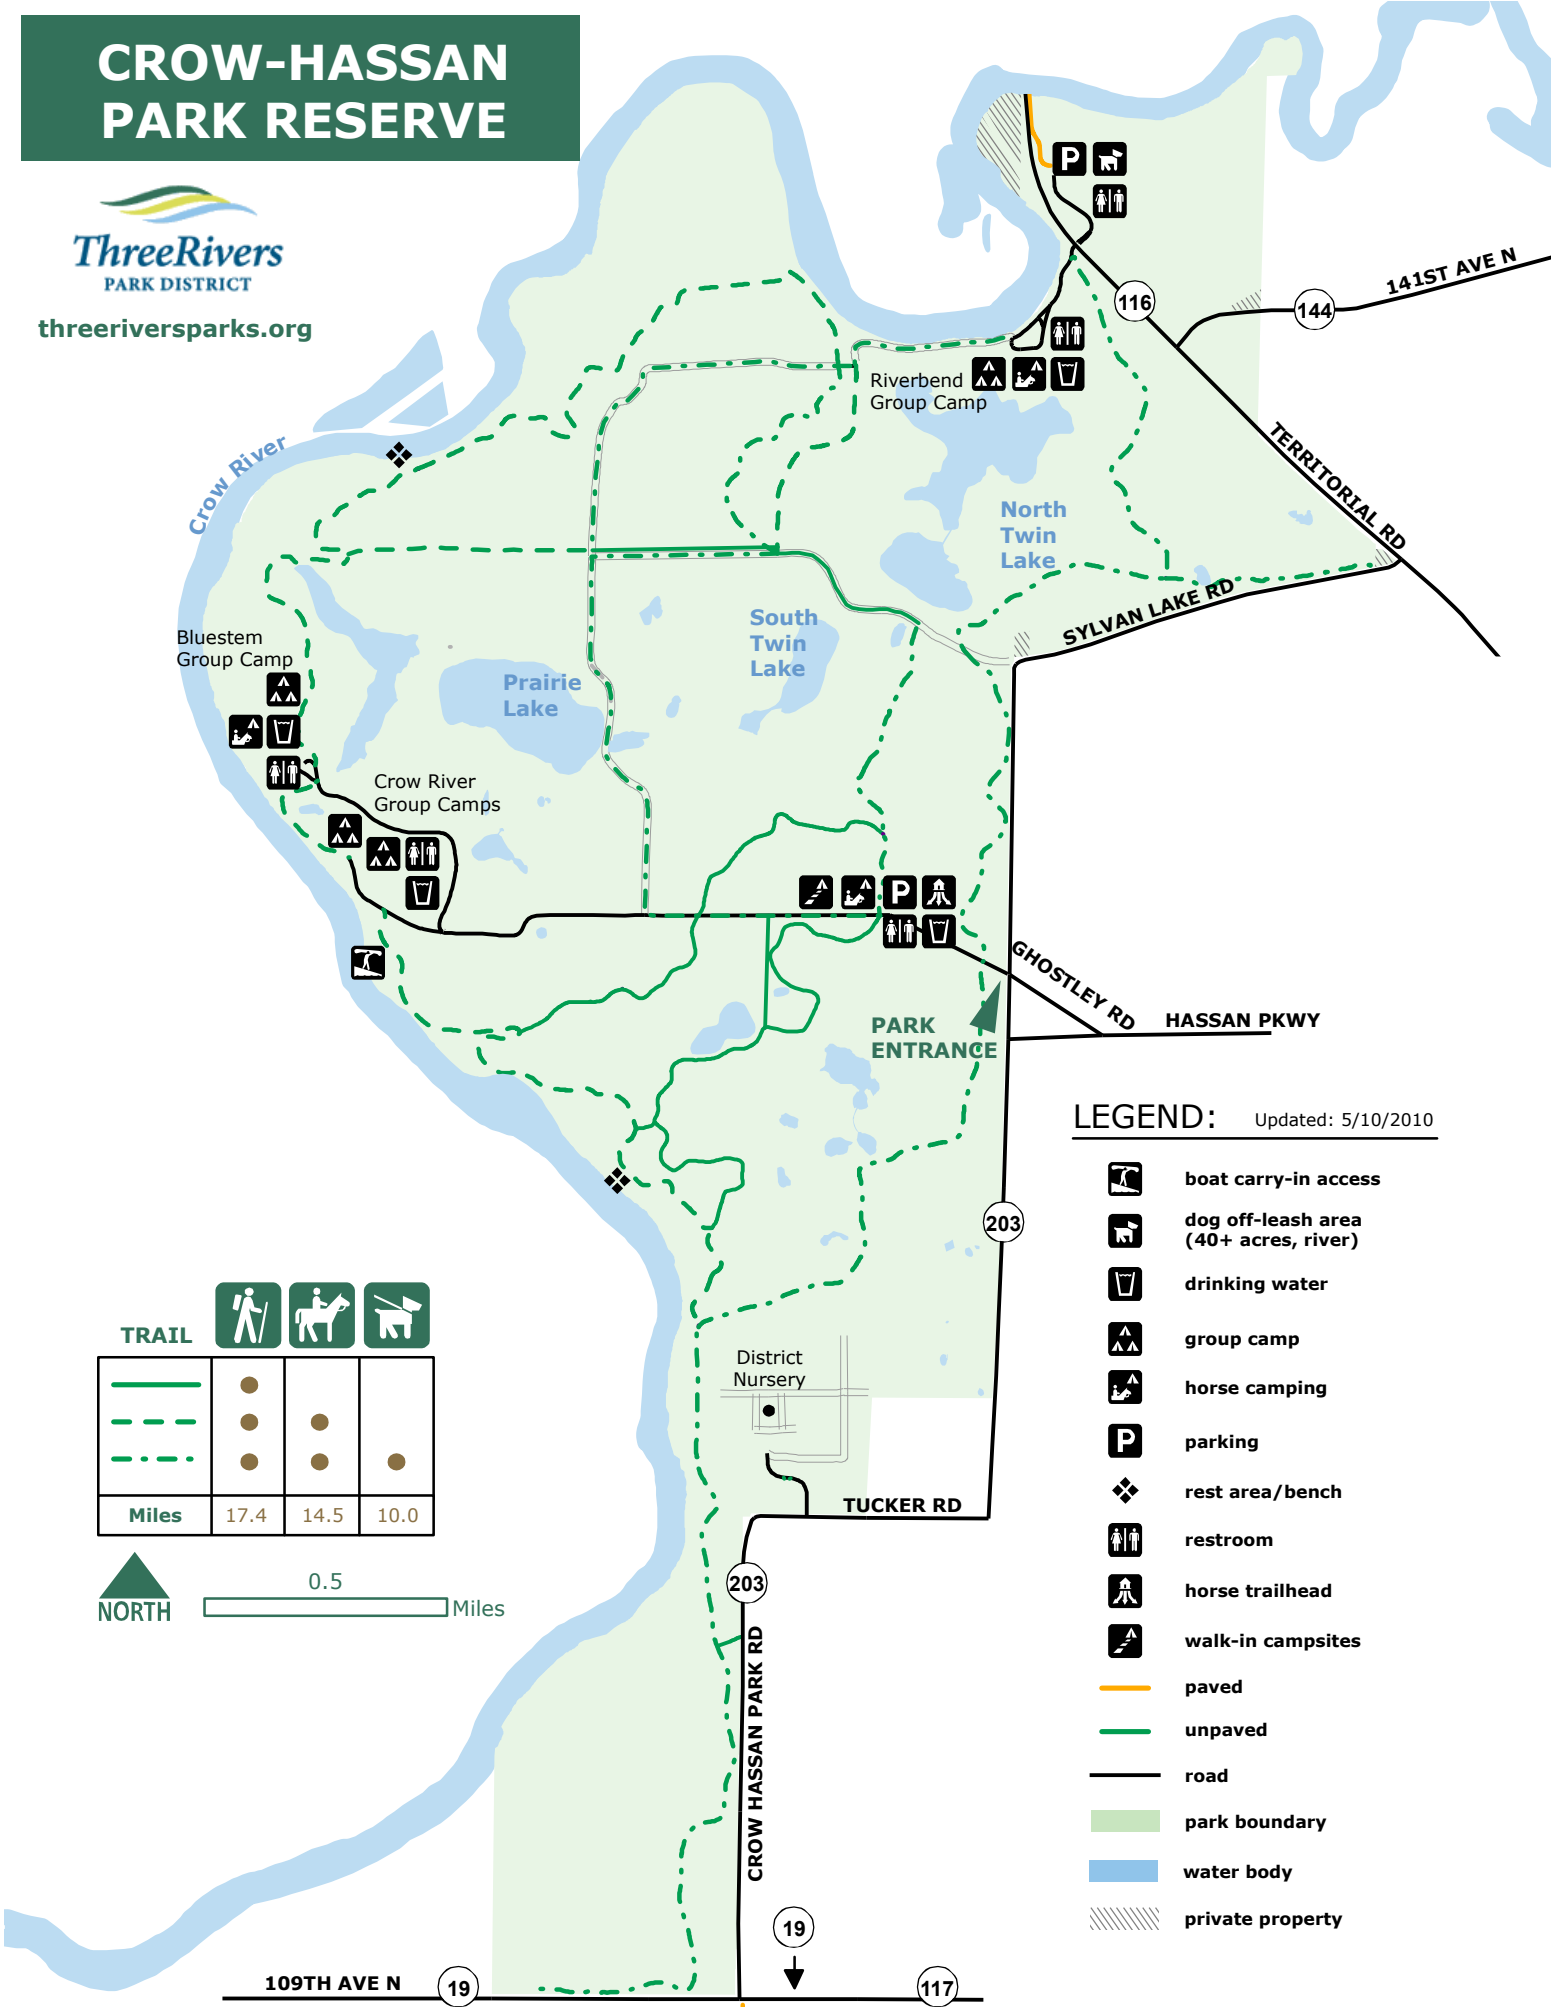 CROW-HASSAN
PARK RESERVE
ThreeRivers
PARK DISTRICT
threeriversparks.org
P
116
141ST AVE N
144
Riverbend
Group Camp
TERRITORIAL RD
Crow River
North
Twin
Lake
SYLVAN LAKE RD
South
Twin
Lake
Bluestem
Group Camp
Prairie
Lake
Crow River
Group Camps
P
GHOSTLEY RD
HASSAN PKWY
PARK
ENTRANCE
203
District
Nursery
TUCKER RD
203
CROW HASSAN PARK RD
19
109TH AVE N
19
117
TRAIL
Miles 17.4 14.5 10.0
NORTH
0.5
Miles
LEGEND: Updated: 5/10/2010
boat carry-in access
dog off-leash area
(40+ acres, river)
drinking water
group camp
horse camping
P parking
rest area/bench
restroom
horse trailhead
walk-in campsites
paved
unpaved
road
park boundary
water body
private property